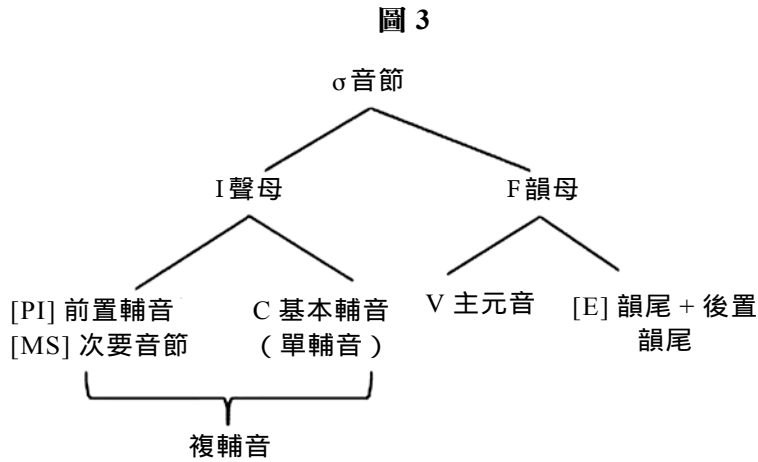 圖 3
σ音節
I聲母 F韻母
[PI] 前置輔音 C 基本輔音 V 主元音 [E] 韻尾 + 後置
[MS] 次要音節 （單輔音） 韻尾
複輔音